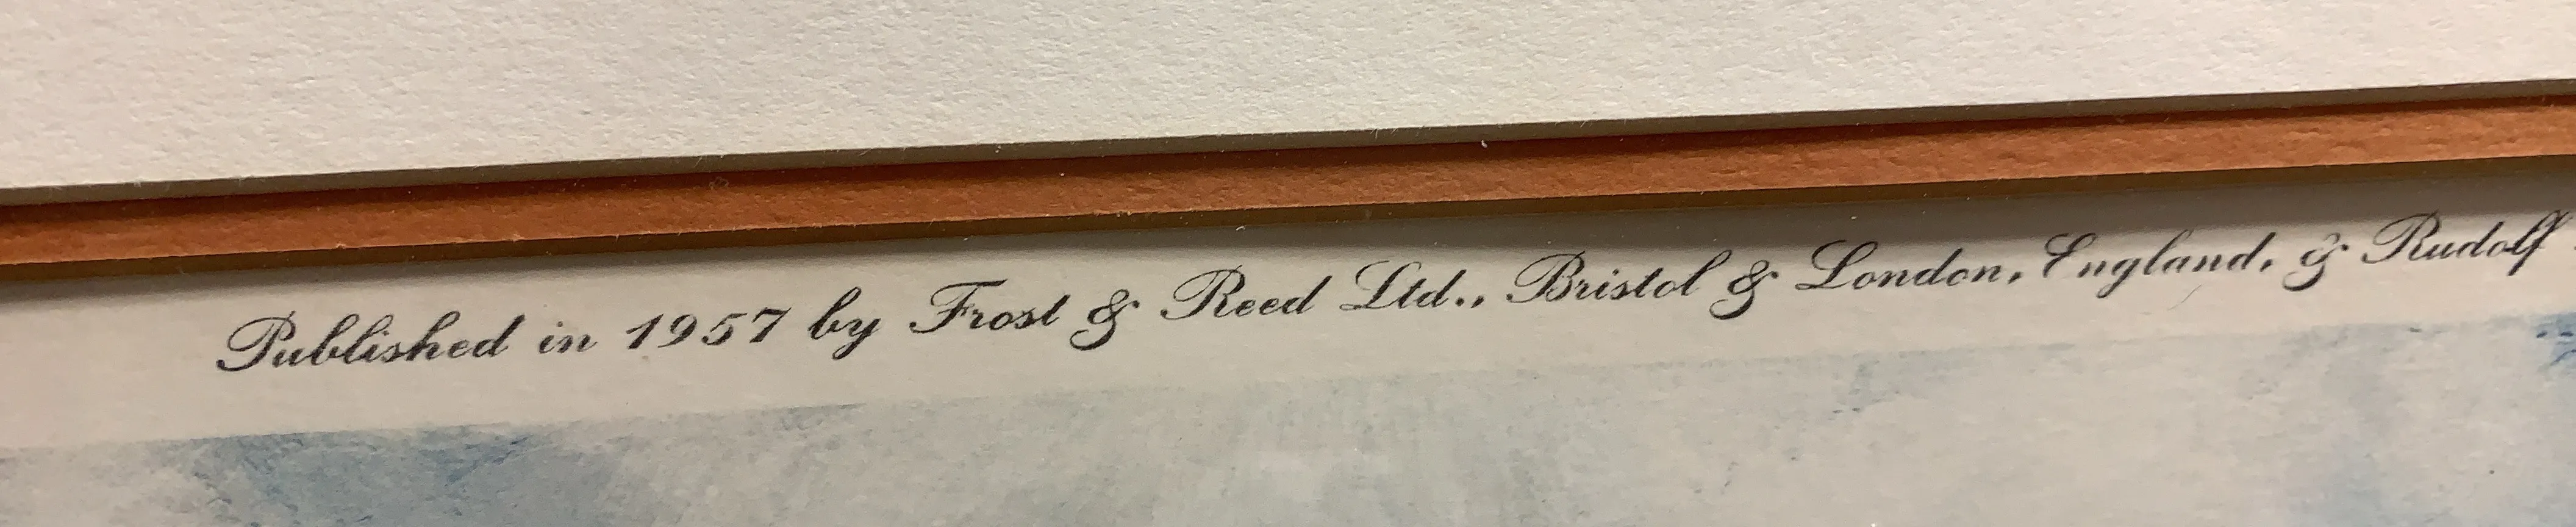 Published in 1957 by Frost & Reed Ltd., Bristol & London, England, & Rudolf